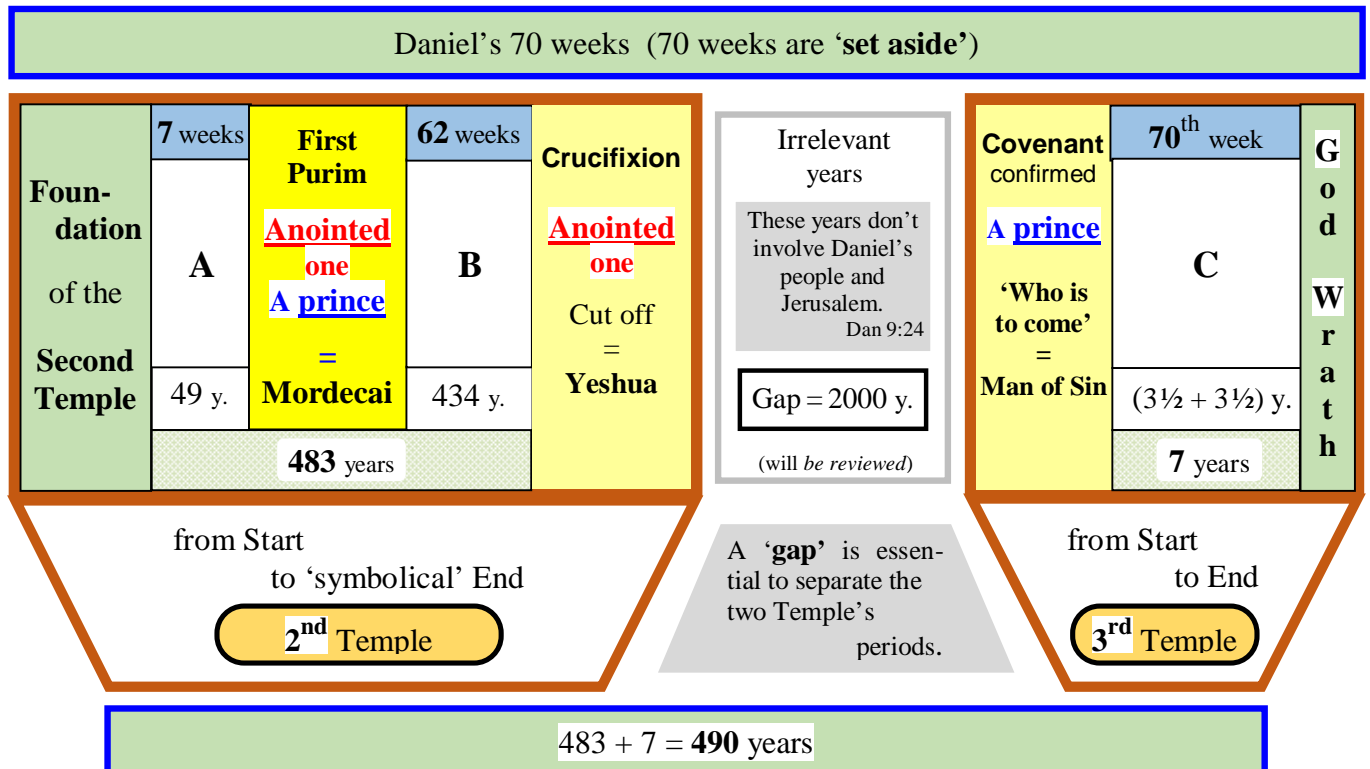 Daniel's 70 weeks (70 weeks are ‘set aside’)
Foun-
dation
of the
Second
Temple
7 weeks
A
49 y.
First
Purim
Anointed
one
A prince
=
Mordecai
62 weeks
B
434 y.
483 years
Crucifixion
Anointed
one
Cut off
=
Yeshua
Irrelevant
years
These years don’t
involve Daniel’s
people and
Jerusalem.
Dan 9:24
Gap = 2000 y.
(will be reviewed)
Covenant
confirmed
A prince
‘Who is
to come’
=
Man of Sin
70th week
C
(3½ + 3½) y.
7 years
G
o
d
W
r
a
t
h
from Start
to ‘symbolical’ End
2nd Temple
A ‘gap’ is essen-
tial to separate the
two Temple’s
periods.
from Start
to End
3rd Temple
483 + 7 = 490 years